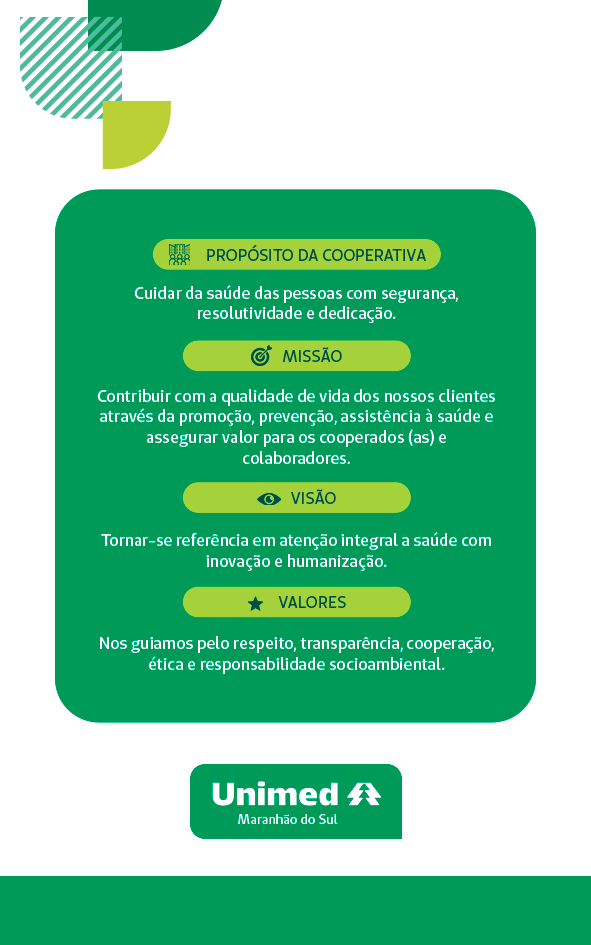 PROPÓSITO DA COOPERATIVA
Cuidar da saúde das pessoas com segurança,
resolutividade e dedicação.
MISSÃO
Contribuir com a qualidade de vida dos nossos clientes
através da promoção, prevenção, assistência à saúde e
assegurar valor para os cooperados (as) e
colaboradores.
VISÃO
Tornar-se referência em atenção integral a saúde com
inovação e humanização.
VALORES
Nos guiamos pelo respeito, transparência, cooperação,
ética e responsabilidade socioambiental.
Unimed
Maranhão do Sul